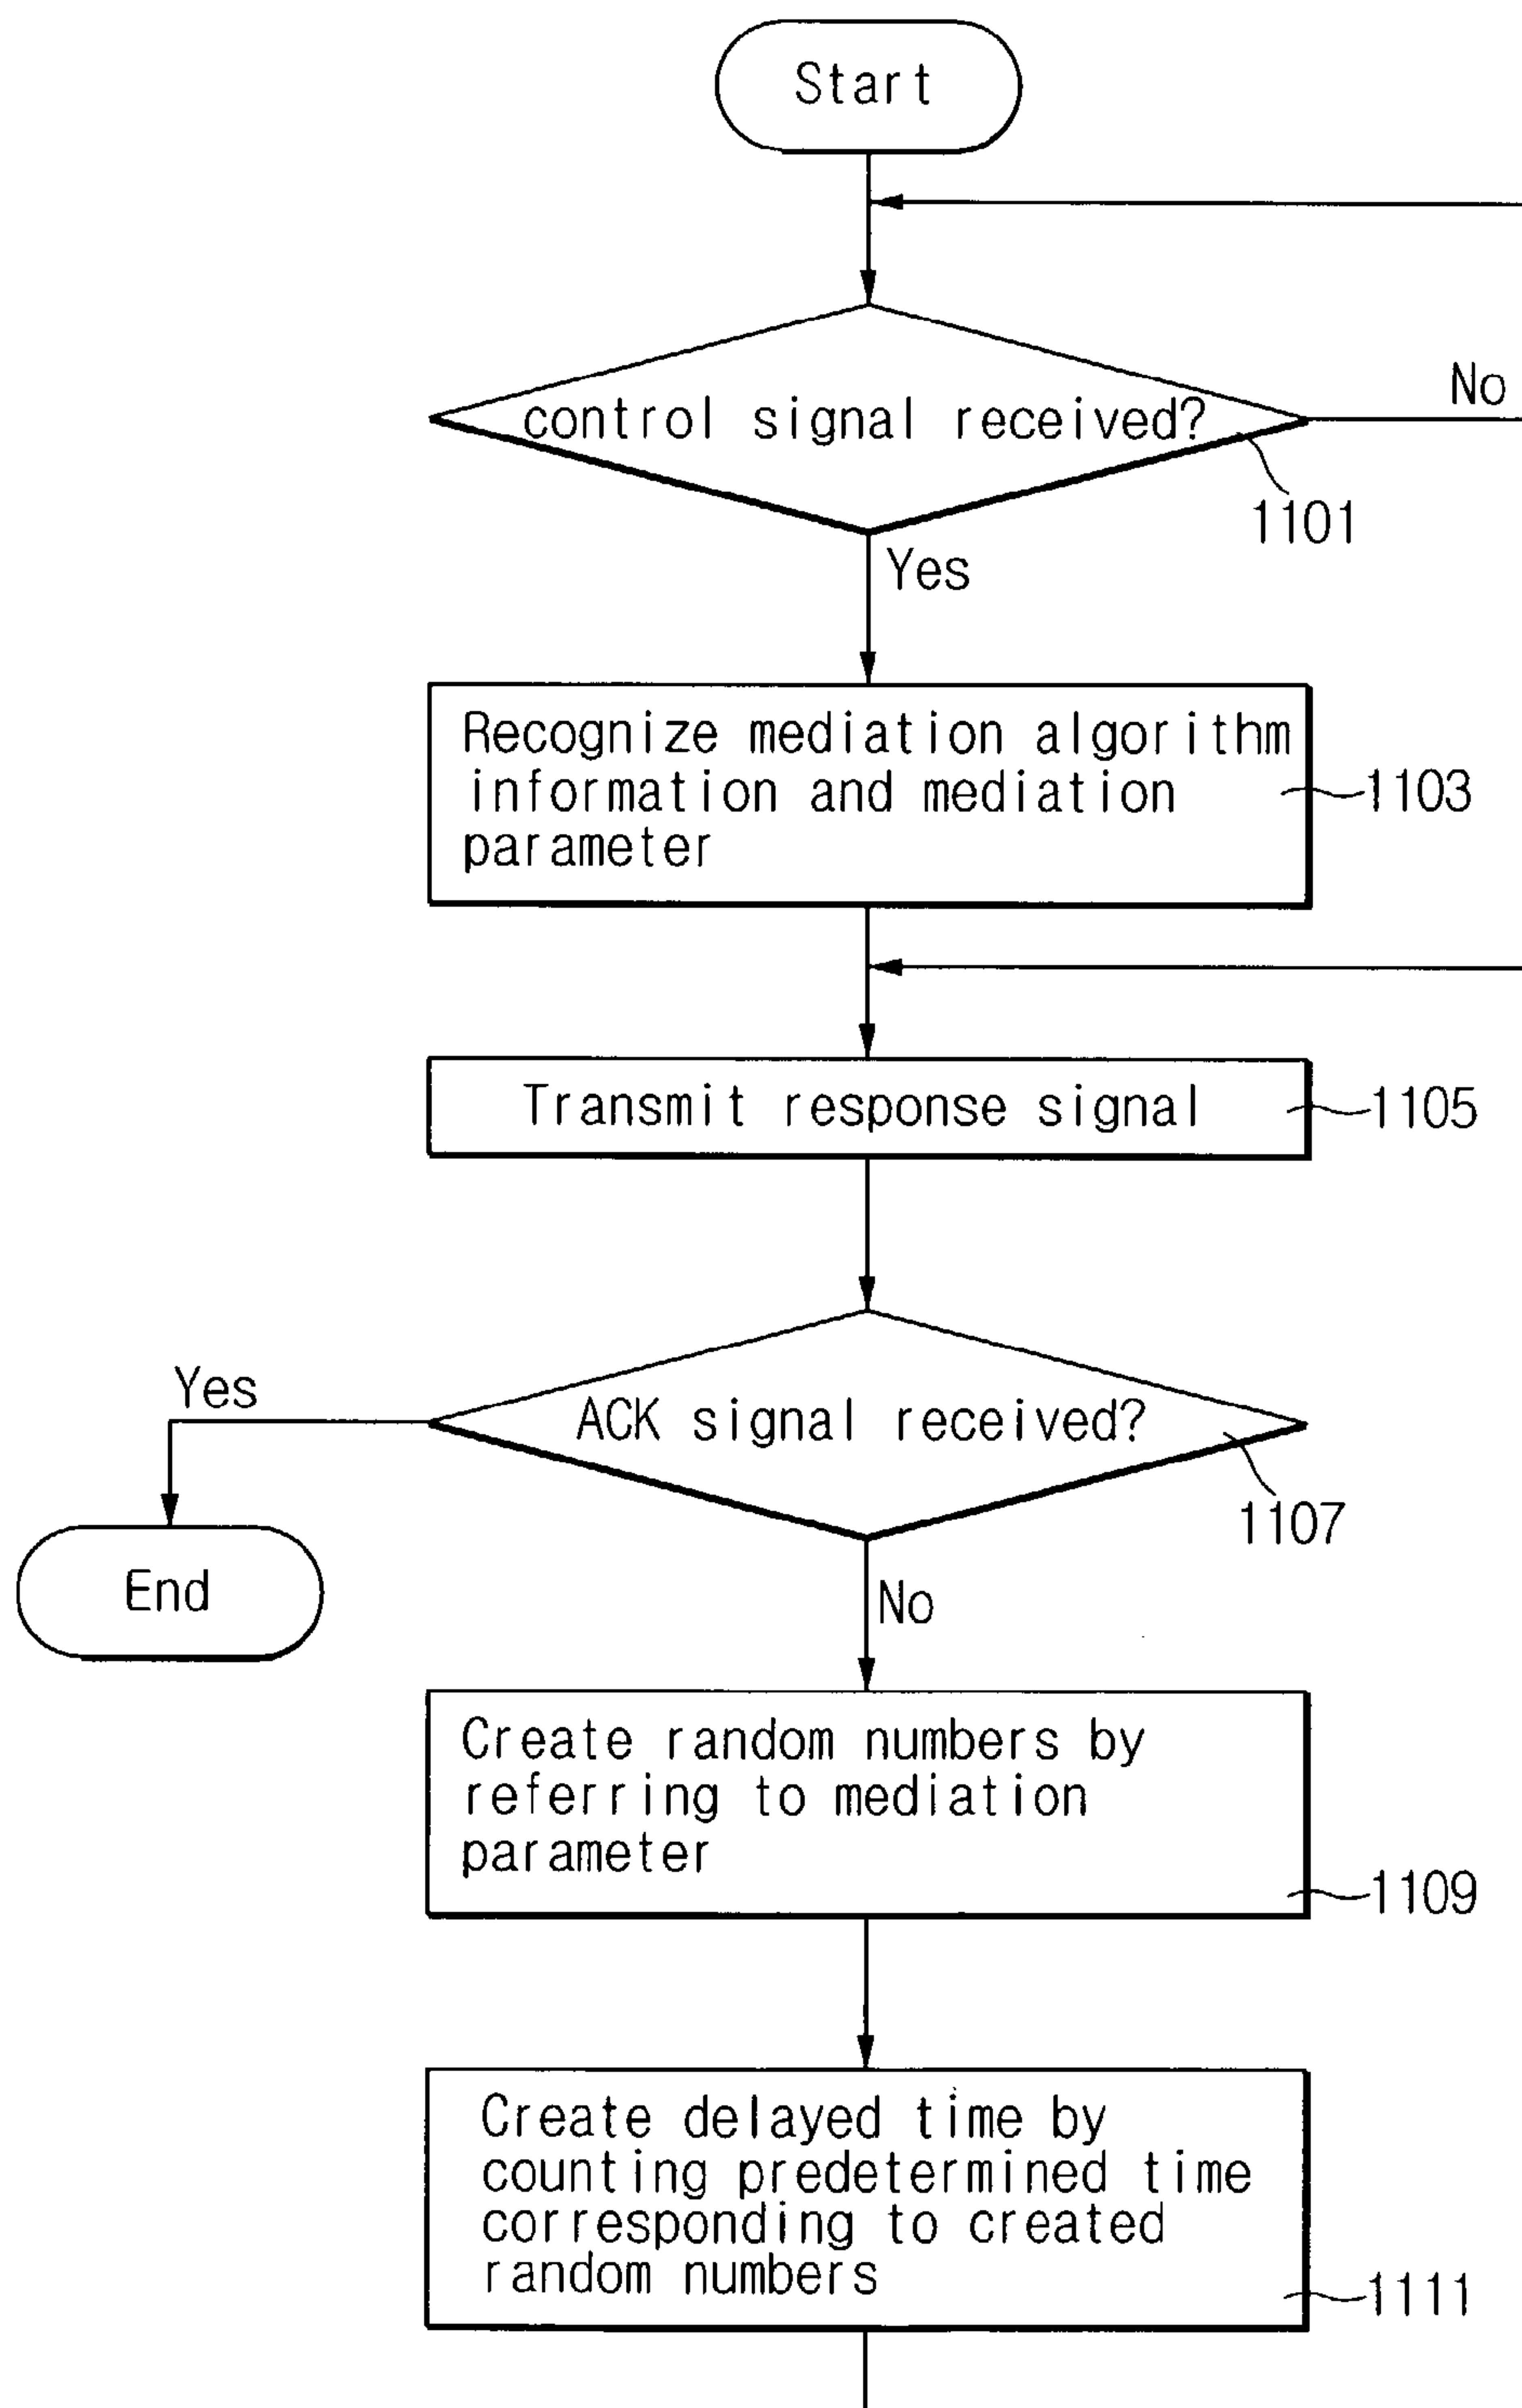 Start
control signal received?
No
1101
Yes
Recognize mediation algorithm
information and mediation
parameter
1103
Transmit response signal
1105
Yes
ACK signal received?
1107
End
No
Create random numbers by
referring to mediation
parameter
1109
Create delayed time by
counting predetermined time
corresponding to created
random numbers
1111